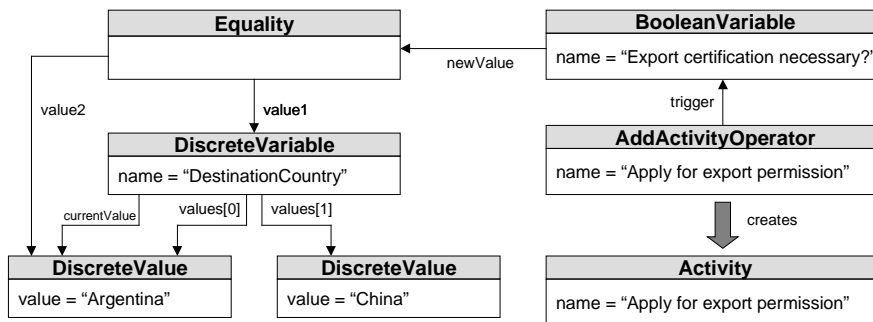 Equality
BooleanVariable
name = “Export certification necessary?”
newValue
value2
value1
trigger
DiscreteVariable
name = “DestinationCountry”
AddActivityOperator
name = “Apply for export permission”
currentValue
values[0]
values[1]
creates
DiscreteValue
value = “Argentina”
DiscreteValue
value = “China”
Activity
name = “Apply for export permission”